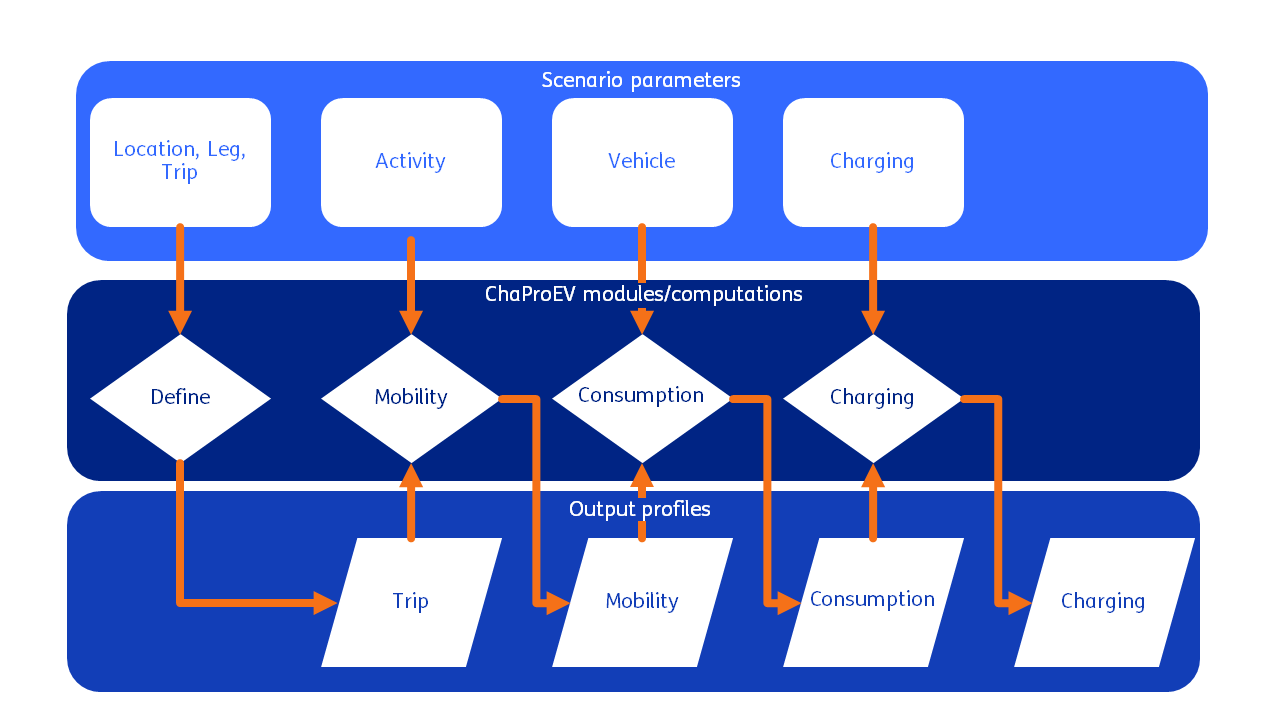 Scenario parameters
Location, Leg,
Trip
Activity
Vehicle
Charging
ChaProEV modules/computations
Define
Mobility
Consumption
Charging
Output profiles
Trip
Mobility
Consumption
Charging